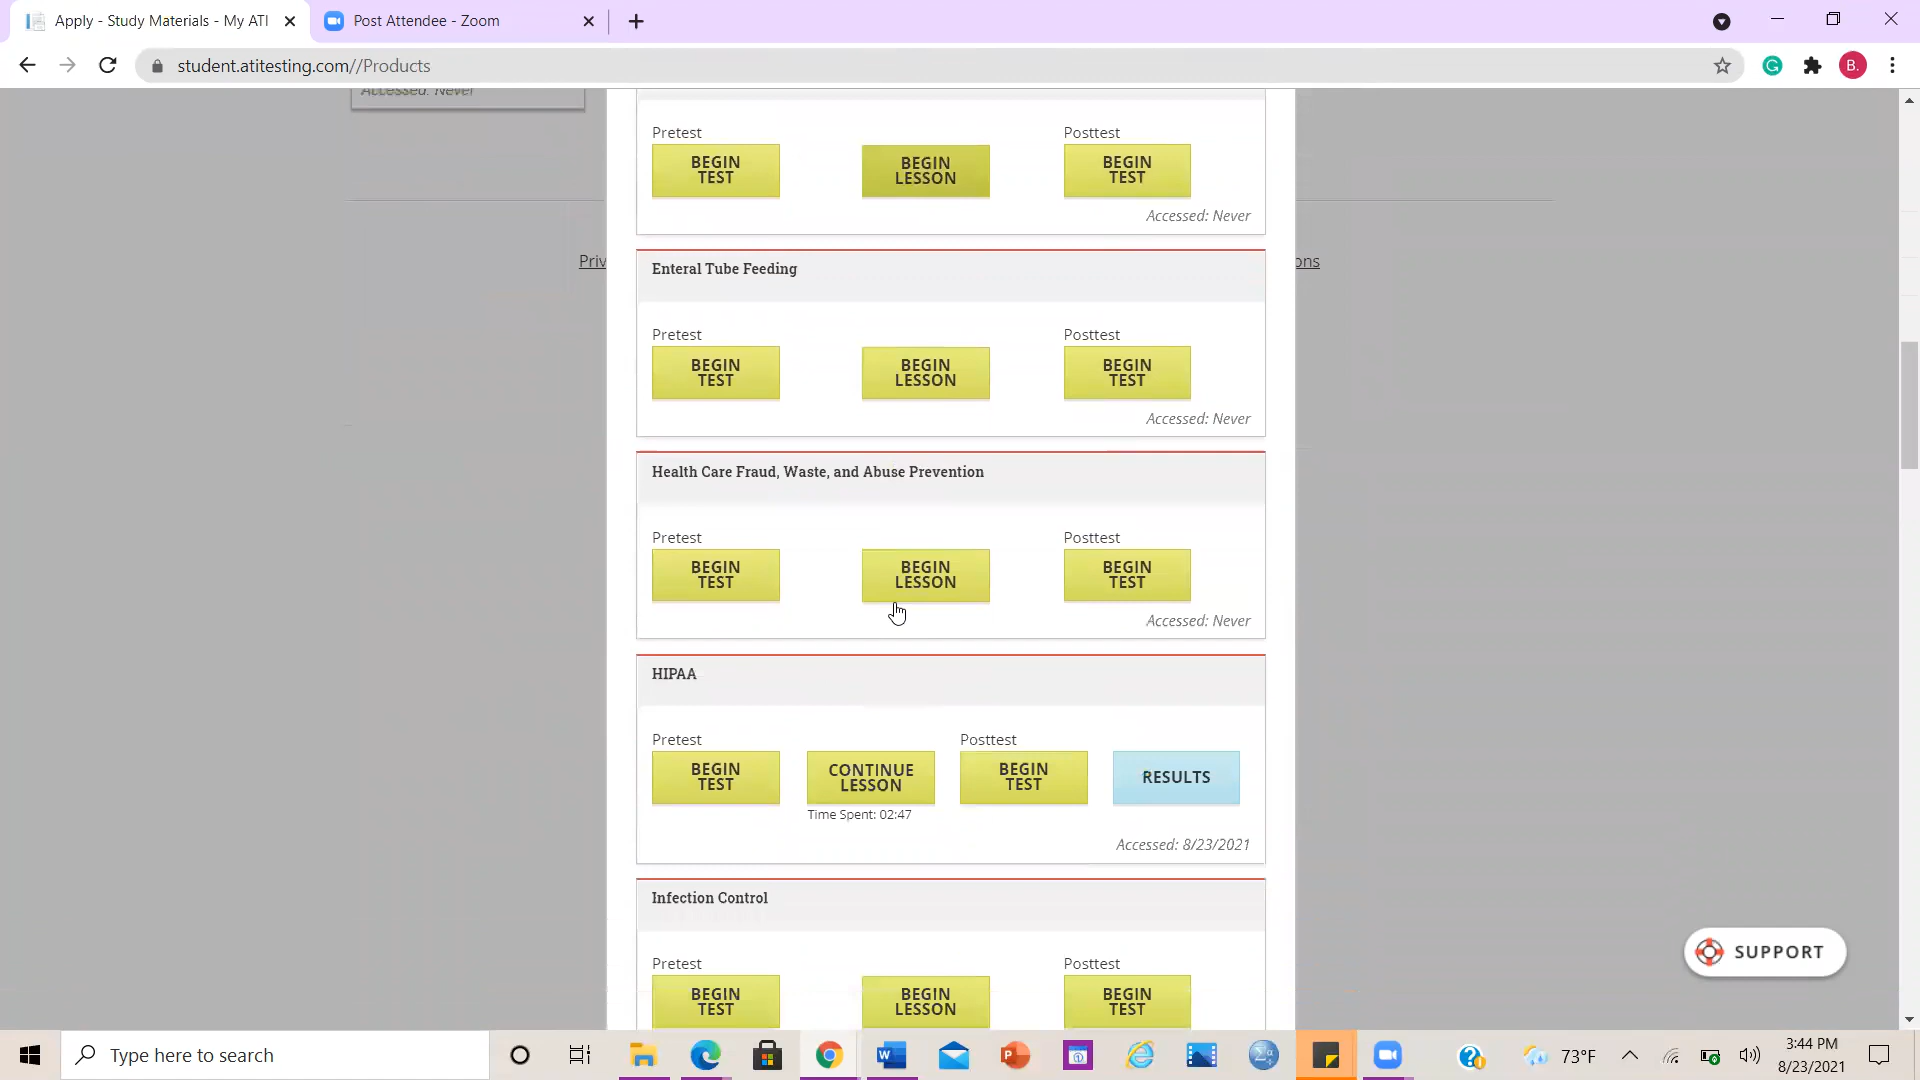 Apply - Study Materials - My ATI
Post Attendee - Zoom
student.atitesting.com//Products
B.
Accessed: Never
Pretest
Posttest
BEGIN TEST
BEGIN LESSON
BEGIN TEST
Accessed: Never
Priv
ons
Enteral Tube Feeding
Pretest
Posttest
BEGIN TEST
BEGIN LESSON
BEGIN TEST
Accessed: Never
Health Care Fraud, Waste, and Abuse Prevention
Pretest
Posttest
BEGIN TEST
BEGIN LESSON
BEGIN TEST
Accessed: Never
HIPAA
Pretest
Posttest
BEGIN TEST
CONTINUE LESSON
BEGIN TEST
RESULTS
Time Spent: 02:47
Accessed: 8/23/2021
Infection Control
Pretest
Posttest
BEGIN TEST
BEGIN LESSON
BEGIN TEST
SUPPORT
Type here to search
73°F
3:44 PM
8/23/2021